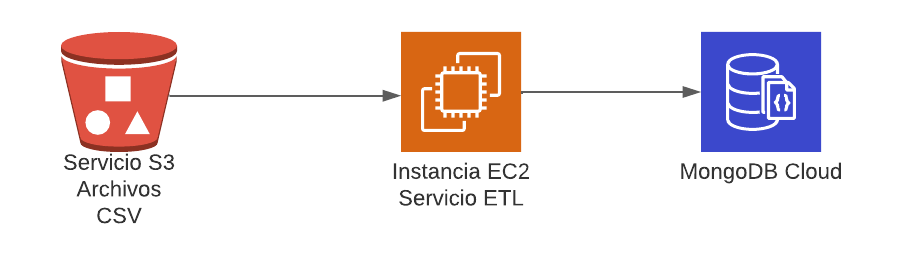 Servicio S3
Archivos
CSV
Instancia EC2
Servicio ETL
{}
MongoDB Cloud